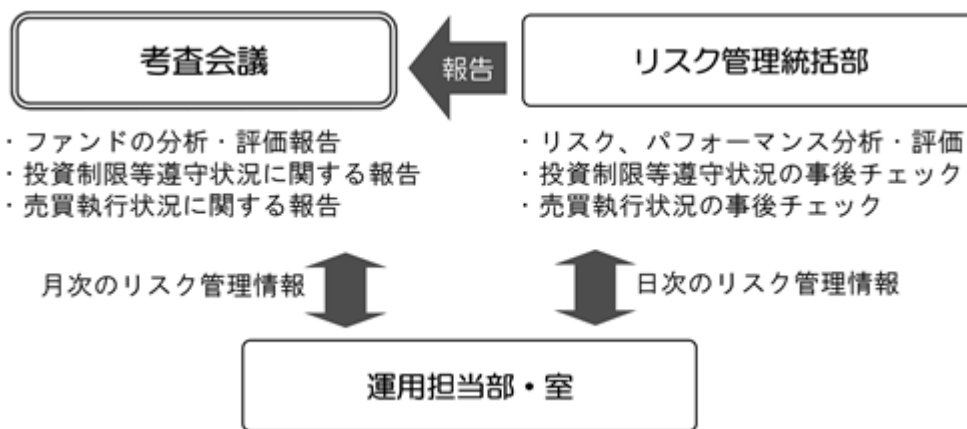 考査会議
報告
リスク管理統括部
・ファンドの分析・評価報告
・投資制限等遵守状況に関する報告
・売買執行状況に関する報告
・リスク、パフォーマンス分析・評価
・投資制限等遵守状況の事後チェック
・売買執行状況の事後チェック
月次のリスク管理情報
日次のリスク管理情報
運用担当部・室